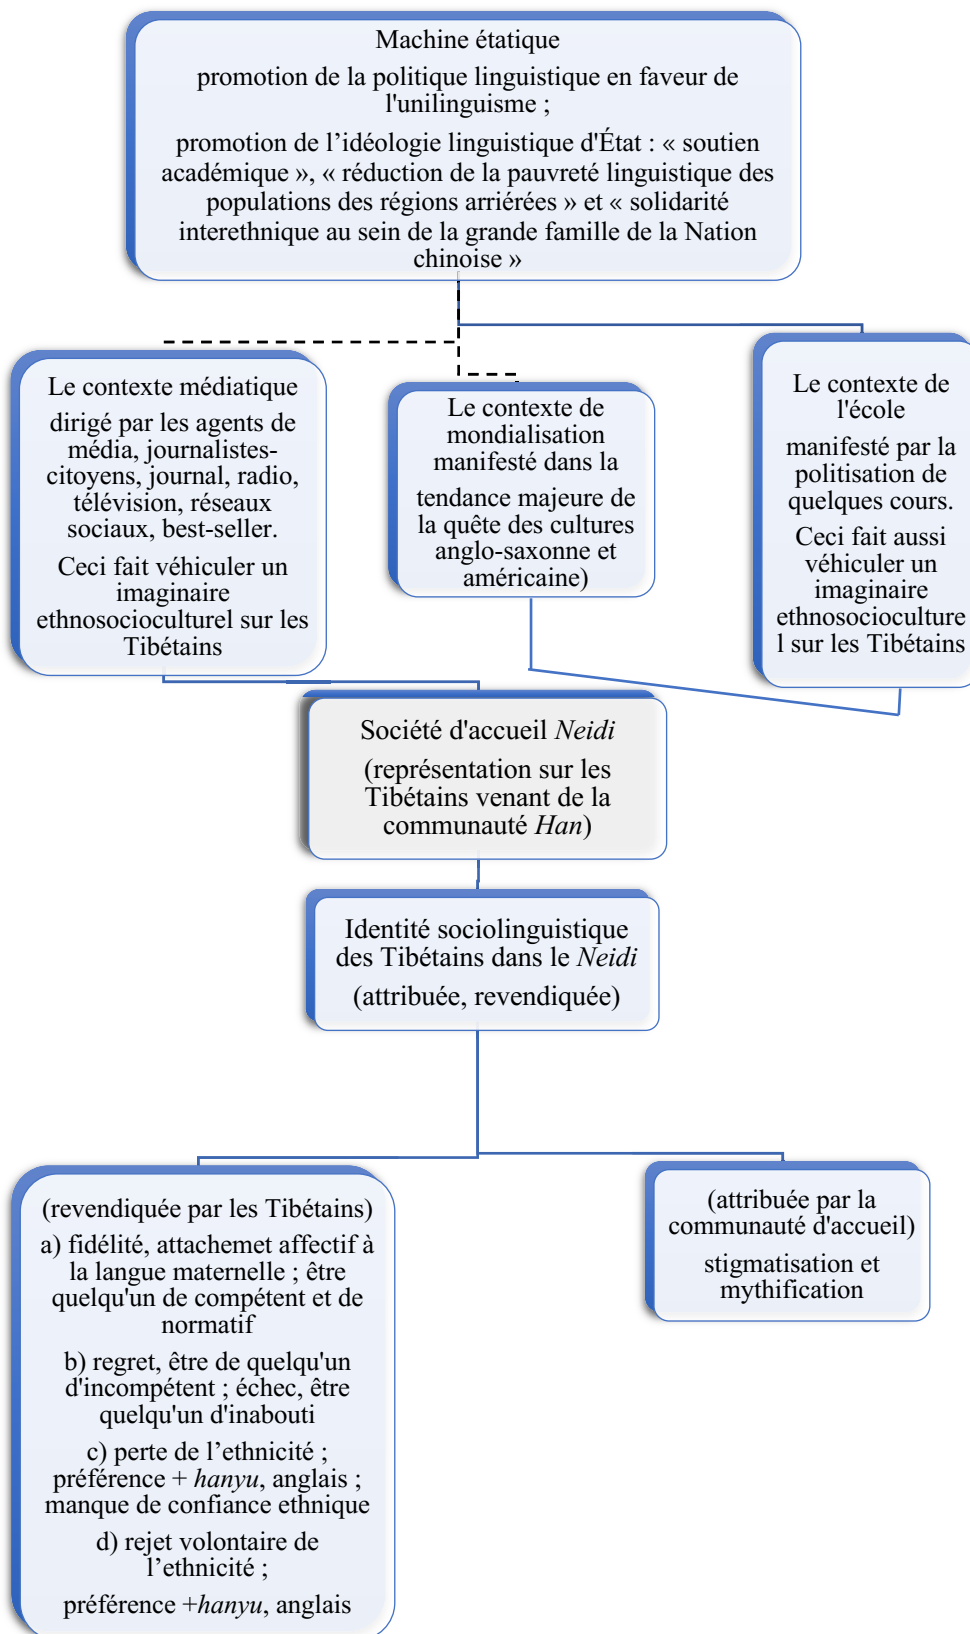 Machine étatique
promotion de la politique linguistique en faveur de
l'unilinguisme ;
promotion de l’idéologie linguistique d'État : « soutien
académique », « réduction de la pauvreté linguistique des
populations des régions arriérées » et « solidarité
interethnique au sein de la grande famille de la Nation
chinoise »
Le contexte médiatique
dirigé par les agents de
média, journalistes-
citoyens, journal, radio,
télévision, réseaux
sociaux, best-seller.
Ceci fait véhiculer un
imaginaire
ethnosocioculturel sur les
Tibétains
Le contexte de
mondialisation
manifesté dans la
tendance majeure de
la quête des cultures
anglo-saxonne et
américaine)
Le contexte de
l'école
manifesté par la
politisation de
quelques cours.
Ceci fait aussi
véhiculer un
imaginaire
ethnosocioculture
l sur les Tibétains
Société d'accueil Neidi
(représentation sur les
Tibétains venant de la
communauté Han)
Identité sociolinguistique
des Tibétains dans le Neidi
(attribuée, revendiquée)
(revendiquée par les Tibétains)
a) fidélité, attachemet affectif à
la langue maternelle ; être
quelqu'un de compétent et de
normatif
b) regret, être de quelqu'un
d'incompétent ; échec, être
quelqu'un d'inabouti
c) perte de l’ethnicité ;
préférence + hanyu, anglais ;
manque de confiance ethnique
d) rejet volontaire de
l’ethnicité ;
préférence +hanyu, anglais
(attribuée par la
communauté d'accueil)
stigmatisation et
mythification